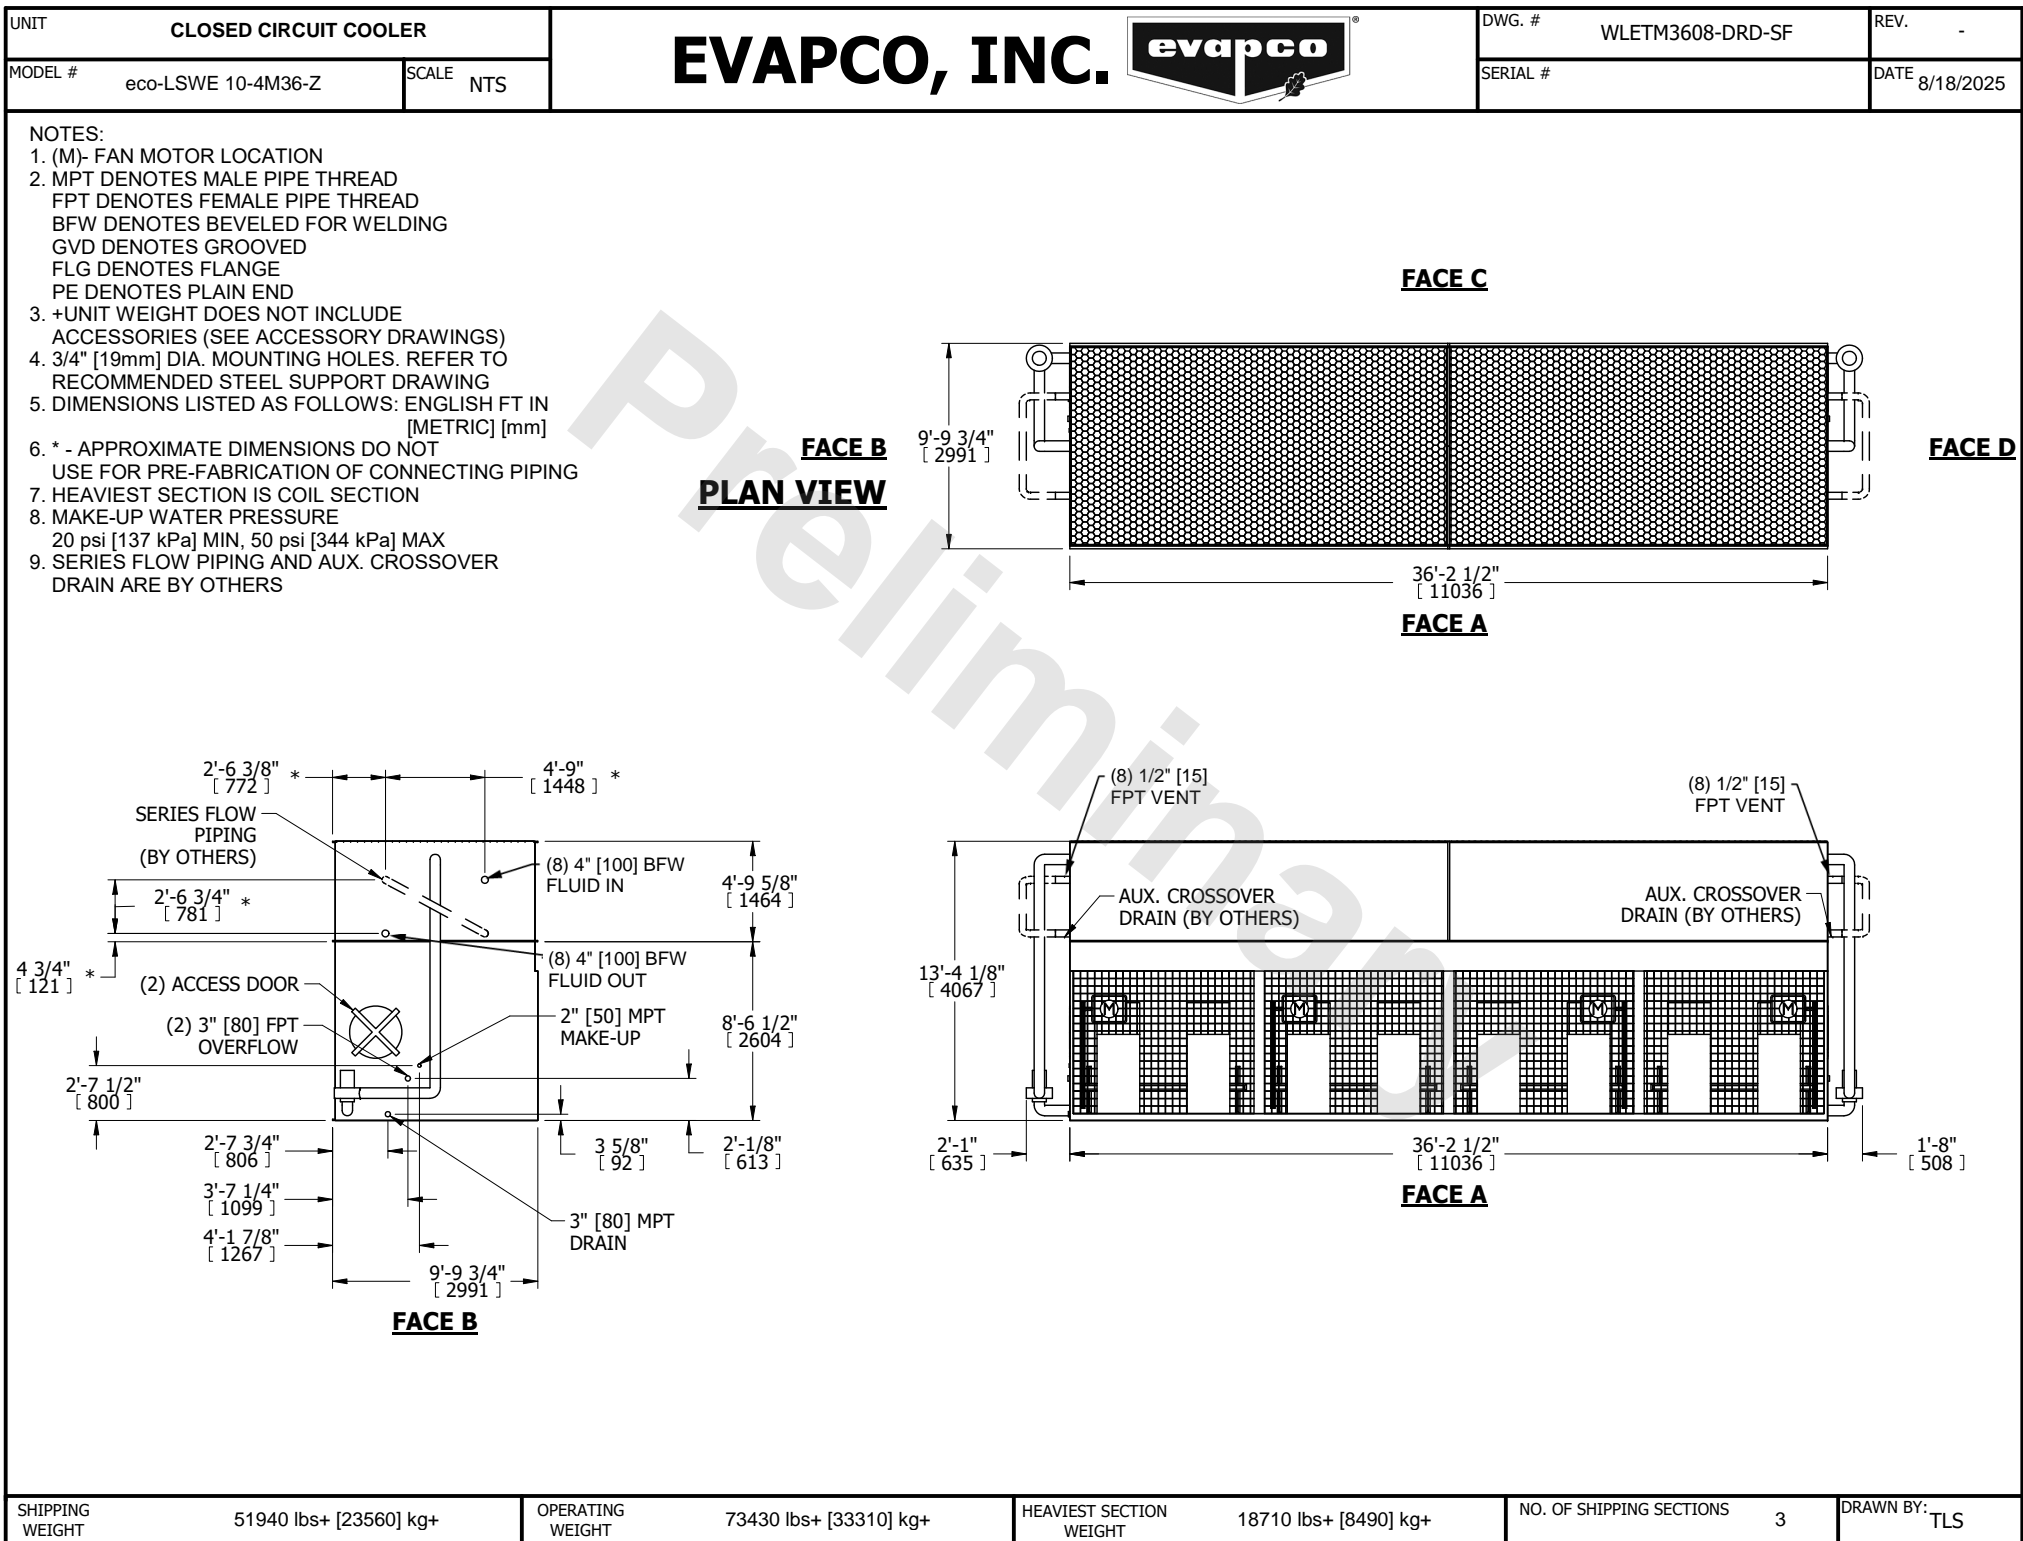 UNIT
CLOSED CIRCUIT COOLER
MODEL #
eco-LSWE 10-4M36-Z
SCALE
NTS
EVAPCO, INC.
evapco
®
DWG. #
WLETM3608-DRD-SF
REV.
-
SERIAL #
DATE
8/18/2025
NOTES:
1. (M)- FAN MOTOR LOCATION
2. MPT DENOTES MALE PIPE THREAD
FPT DENOTES FEMALE PIPE THREAD
BFW DENOTES BEVELED FOR WELDING
GVD DENOTES GROOVED
FLG DENOTES FLANGE
PE DENOTES PLAIN END
3. +UNIT WEIGHT DOES NOT INCLUDE
ACCESSORIES (SEE ACCESSORY DRAWINGS)
4. 3/4" [19mm] DIA. MOUNTING HOLES. REFER TO
RECOMMENDED STEEL SUPPORT DRAWING
5. DIMENSIONS LISTED AS FOLLOWS: ENGLISH FT IN
[METRIC] [mm]
6. * - APPROXIMATE DIMENSIONS DO NOT
USE FOR PRE-FABRICATION OF CONNECTING PIPING
7. HEAVIEST SECTION IS COIL SECTION
8. MAKE-UP WATER PRESSURE
20 psi [137 kPa] MIN, 50 psi [344 kPa] MAX
9. SERIES FLOW PIPING AND AUX. CROSSOVER
DRAIN ARE BY OTHERS
Preliminary
FACE C
FACE B
PLAN VIEW
9'-9 3/4"
[ 2991 ]
FACE D
36'-2 1/2"
[ 11036 ]
FACE A
2'-6 3/8" *
[ 772 ]
4'-9" *
[ 1448 ]
SERIES FLOW
PIPING
(BY OTHERS)
(8) 4" [100] BFW
FLUID IN
2'-6 3/4" *
[ 781 ]
4'-9 5/8"
[ 1464 ]
4 3/4" *
[ 121 ]
(8) 4" [100] BFW
FLUID OUT
(2) ACCESS DOOR
(2) 3" [80] FPT
OVERFLOW
2" [50] MPT
MAKE-UP
8'-6 1/2"
[ 2604 ]
2'-7 1/2"
[ 800 ]
2'-7 3/4"
[ 806 ]
3 5/8"
[ 92 ]
2'-1/8"
[ 613 ]
3'-7 1/4"
[ 1099 ]
4'-1 7/8"
[ 1267 ]
3" [80] MPT
DRAIN
9'-9 3/4"
[ 2991 ]
FACE B
(8) 1/2" [15]
FPT VENT
(8) 1/2" [15]
FPT VENT
AUX. CROSSOVER
DRAIN (BY OTHERS)
AUX. CROSSOVER
DRAIN (BY OTHERS)
13'-4 1/8"
[ 4067 ]
M M M M
2'-1"
[ 635 ]
36'-2 1/2"
[ 11036 ]
1'-8"
[ 508 ]
FACE A
SHIPPING
WEIGHT
51940 lbs+ [23560] kg+
OPERATING
WEIGHT
73430 lbs+ [33310] kg+
HEAVIEST SECTION
WEIGHT
18710 lbs+ [8490] kg+
NO. OF SHIPPING SECTIONS
3
DRAWN BY:
TLS